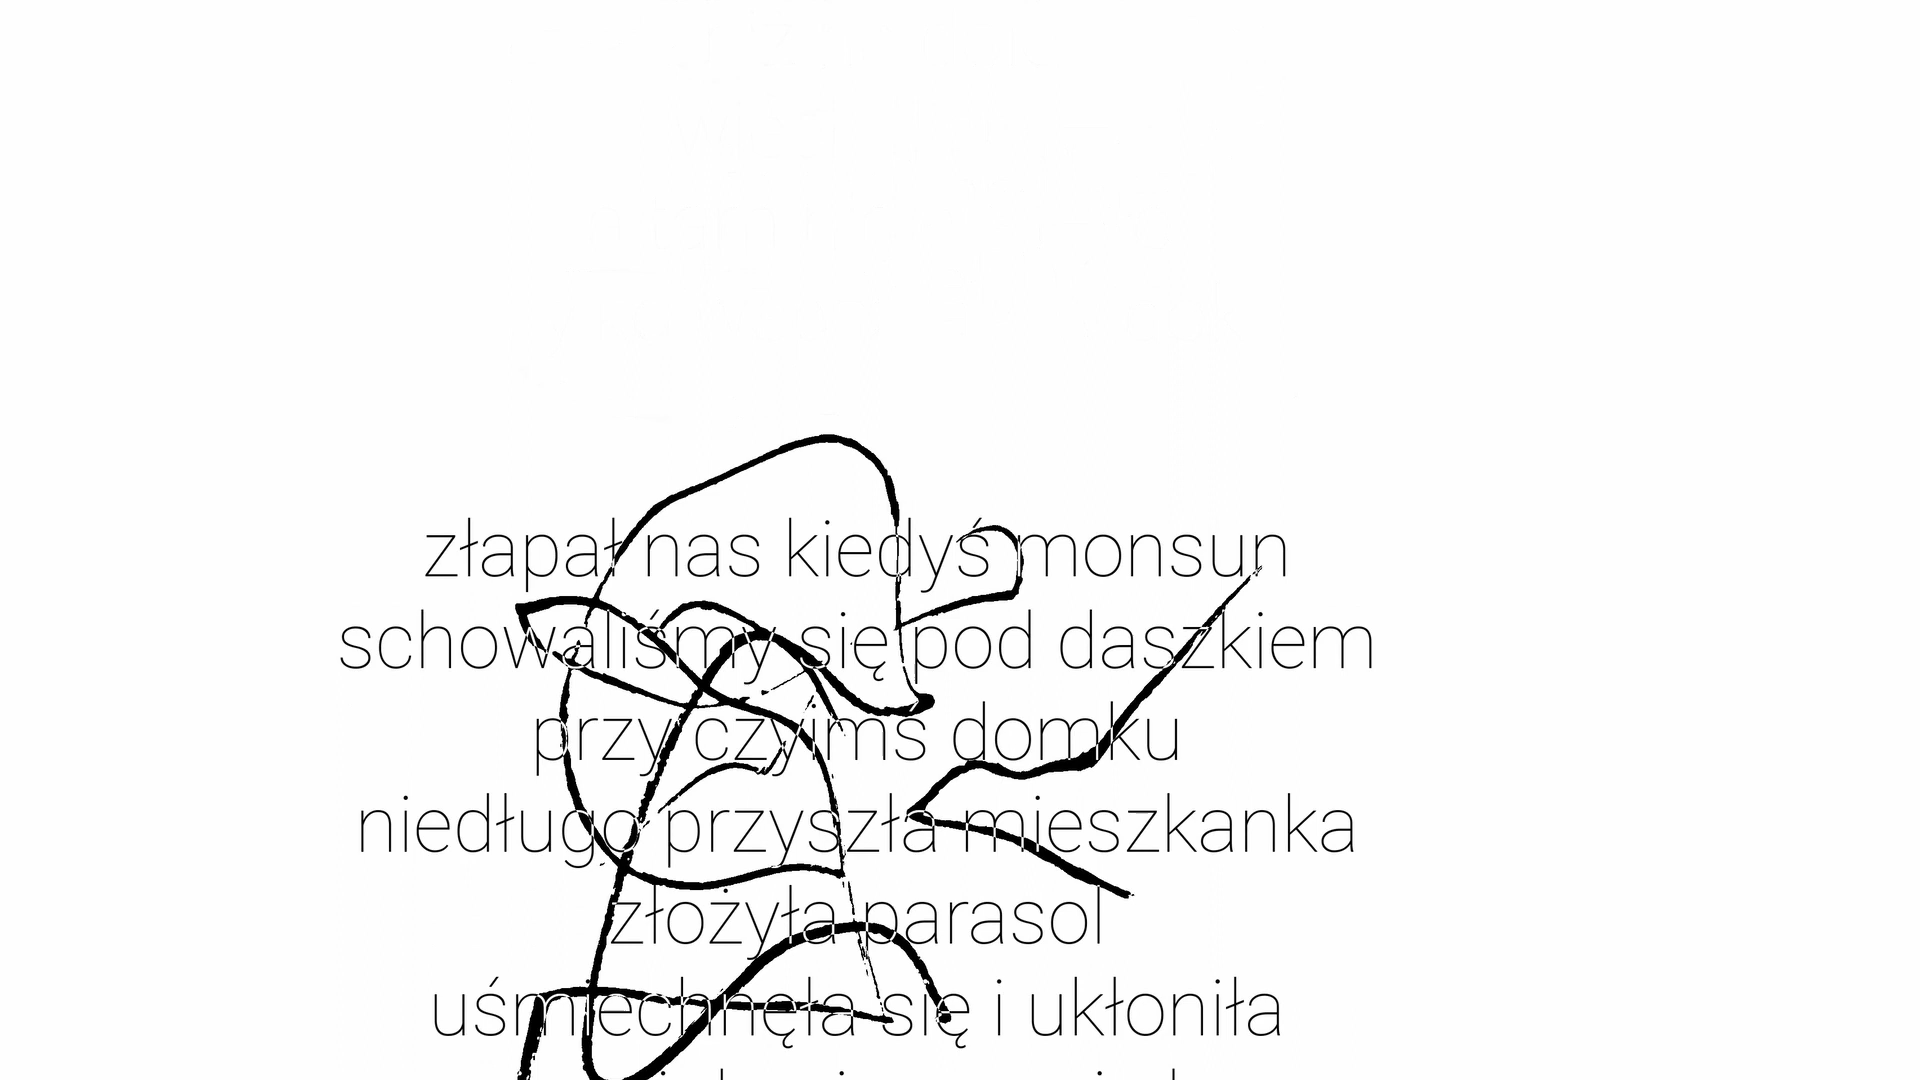 złapał nas kiedyś monsun
schowaliśmy się pod daszkiem
przy czyimś domku
niedługo przyszła mieszkanka
złożyła parasol
uśmiechnęła się i ukłoniła